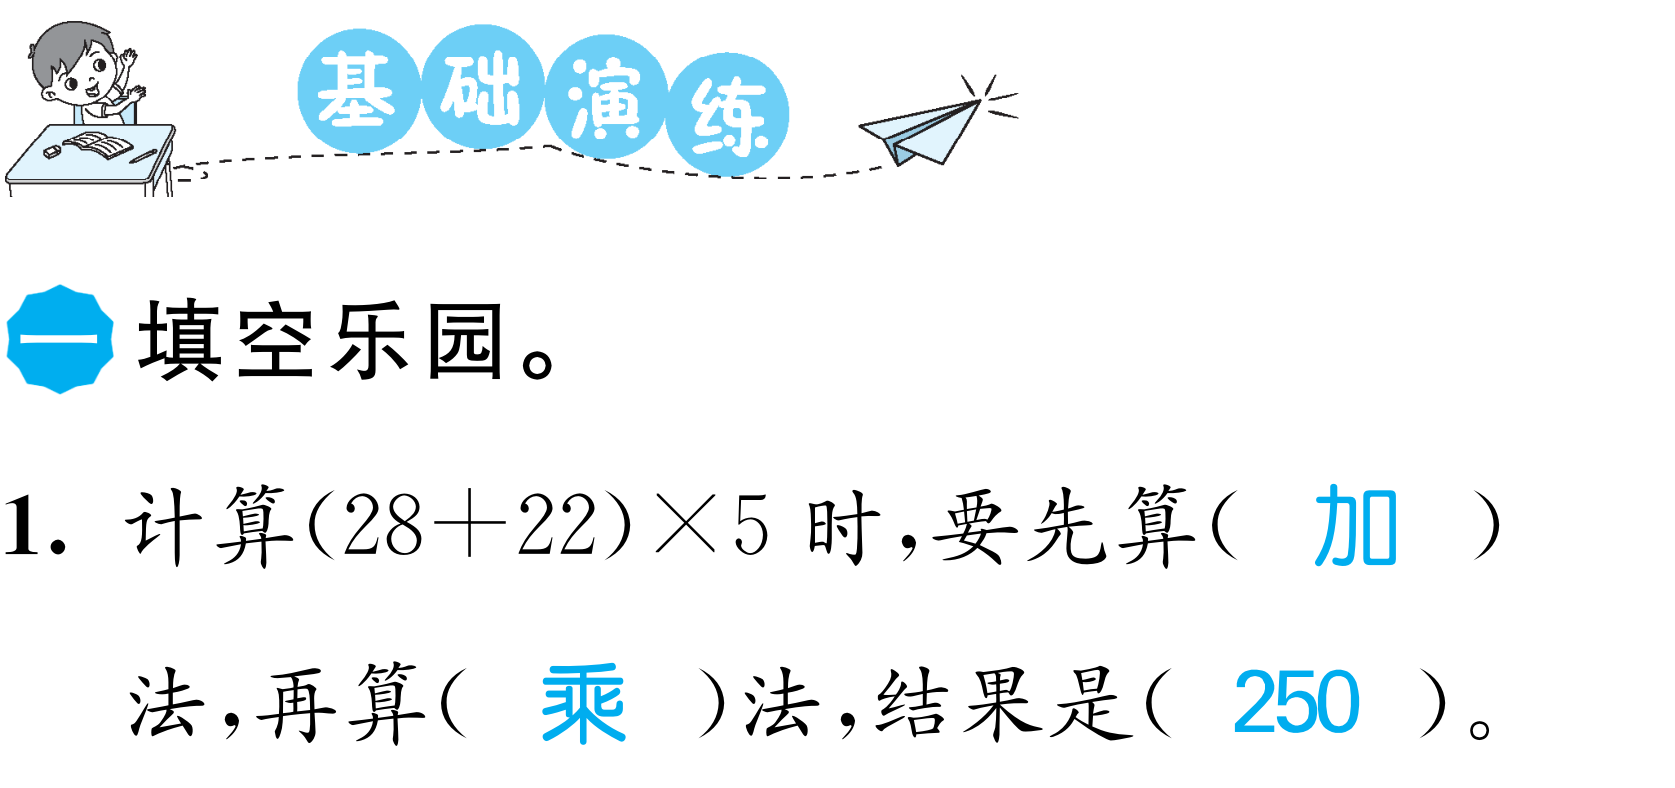 基础演练
一 填空乐园。
1. 计算(28+22)×5 时,要先算( 加 )
法,再算( 乘 )法,结果是( 250 )。